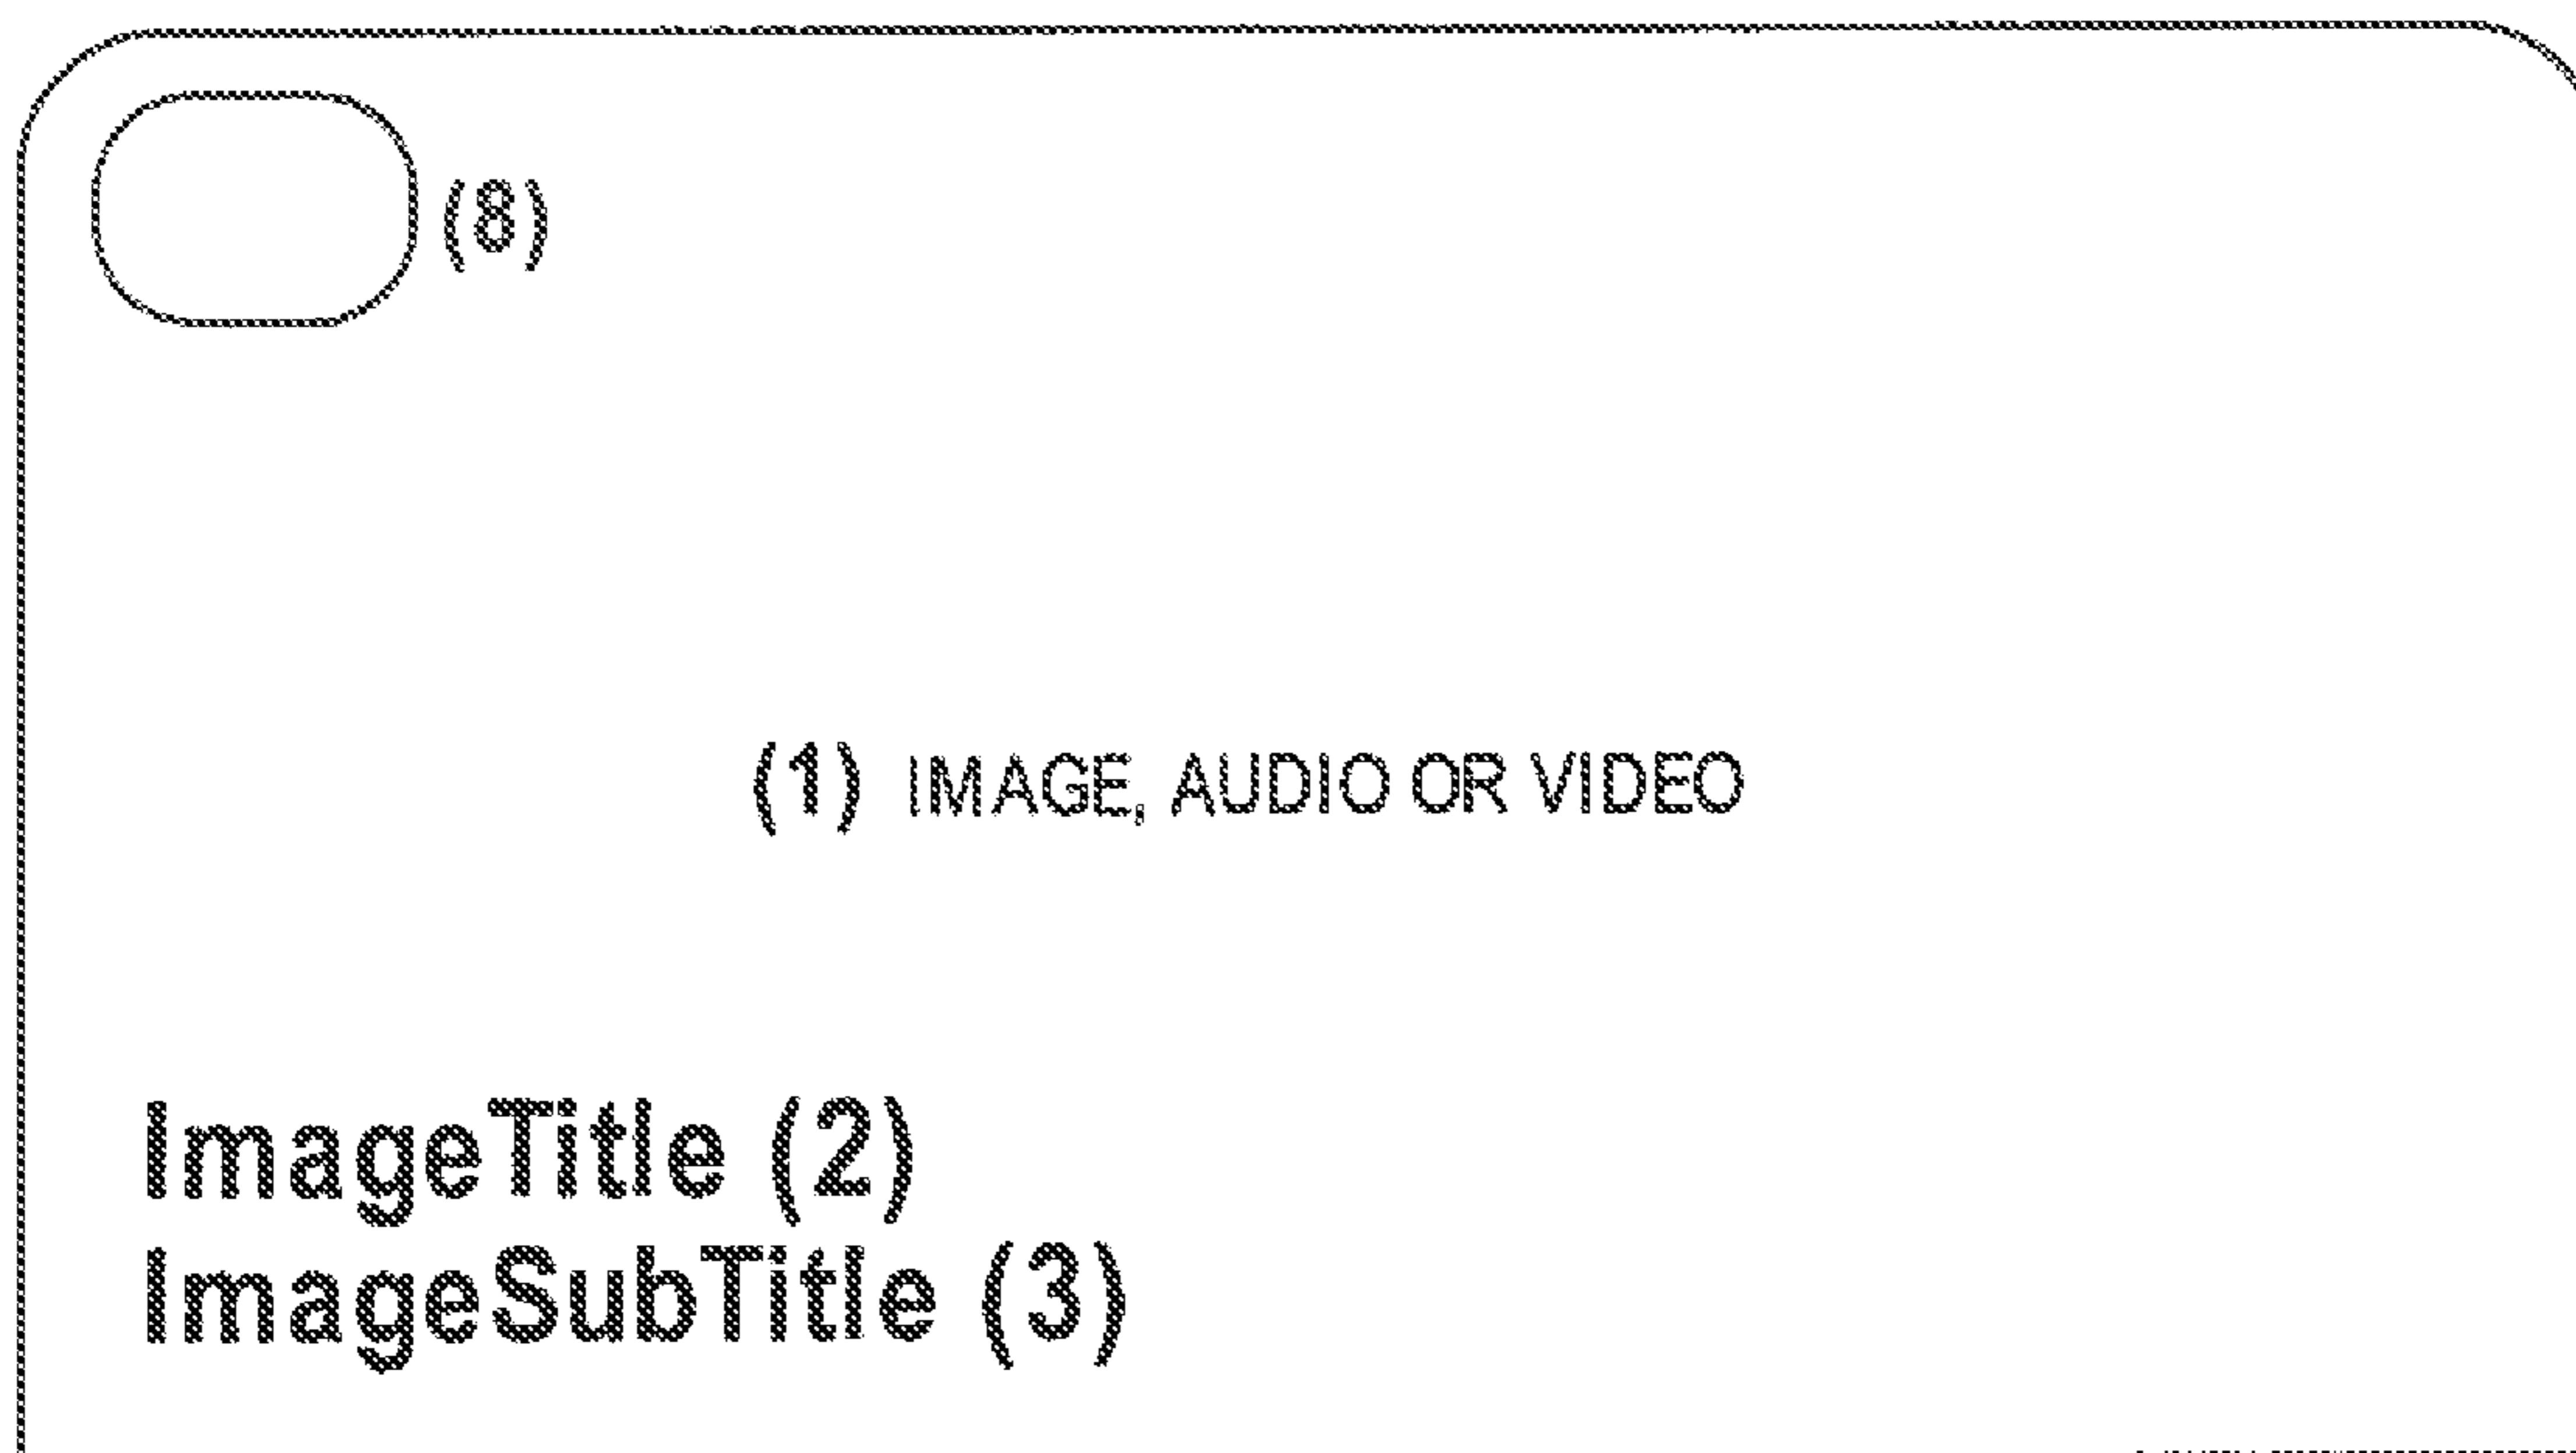 (8)
(1) IMAGE, AUDIO OR VIDEO
ImageTitle (2)
ImageSubTitle (3)